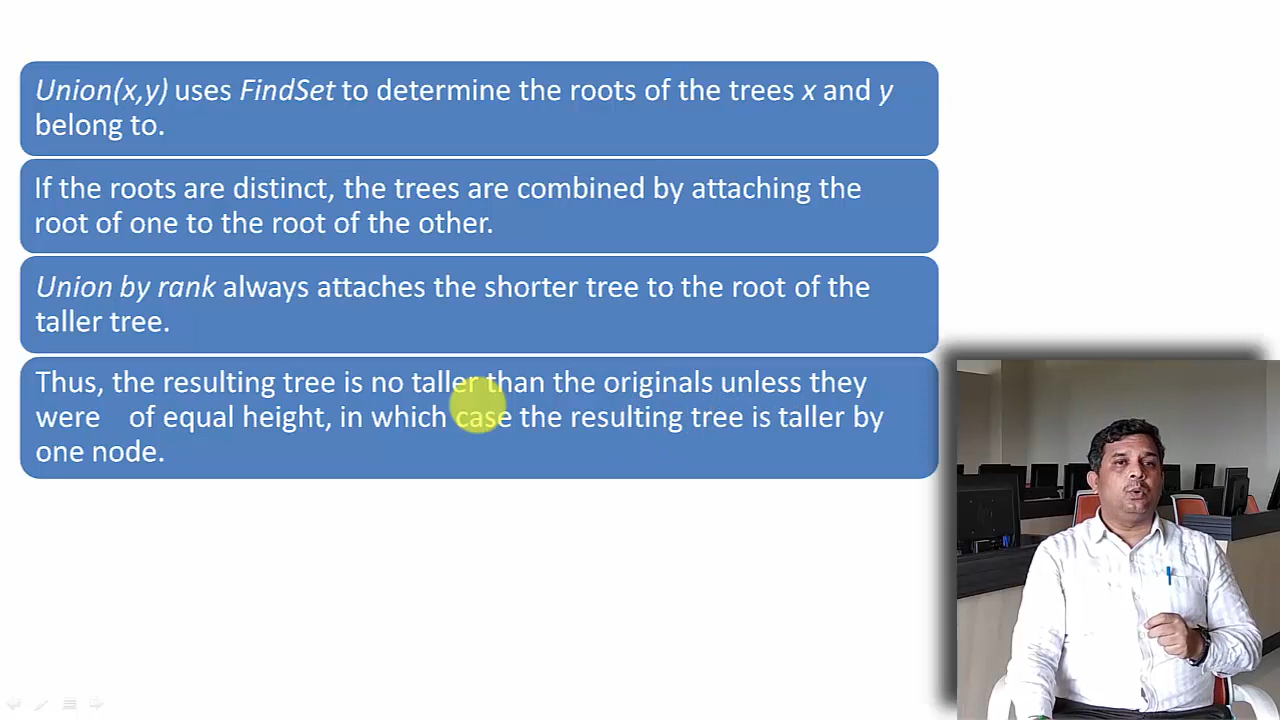 Union(x,y) uses FindSet to determine the roots of the trees x and y
belong to.
If the roots are distinct, the trees are combined by attaching the
root of one to the root of the other.
Union by rank always attaches the shorter tree to the root of the
taller tree.
Thus, the resulting tree is no taller than the originals unless they
were of equal height, in which case the resulting tree is taller by
one node.